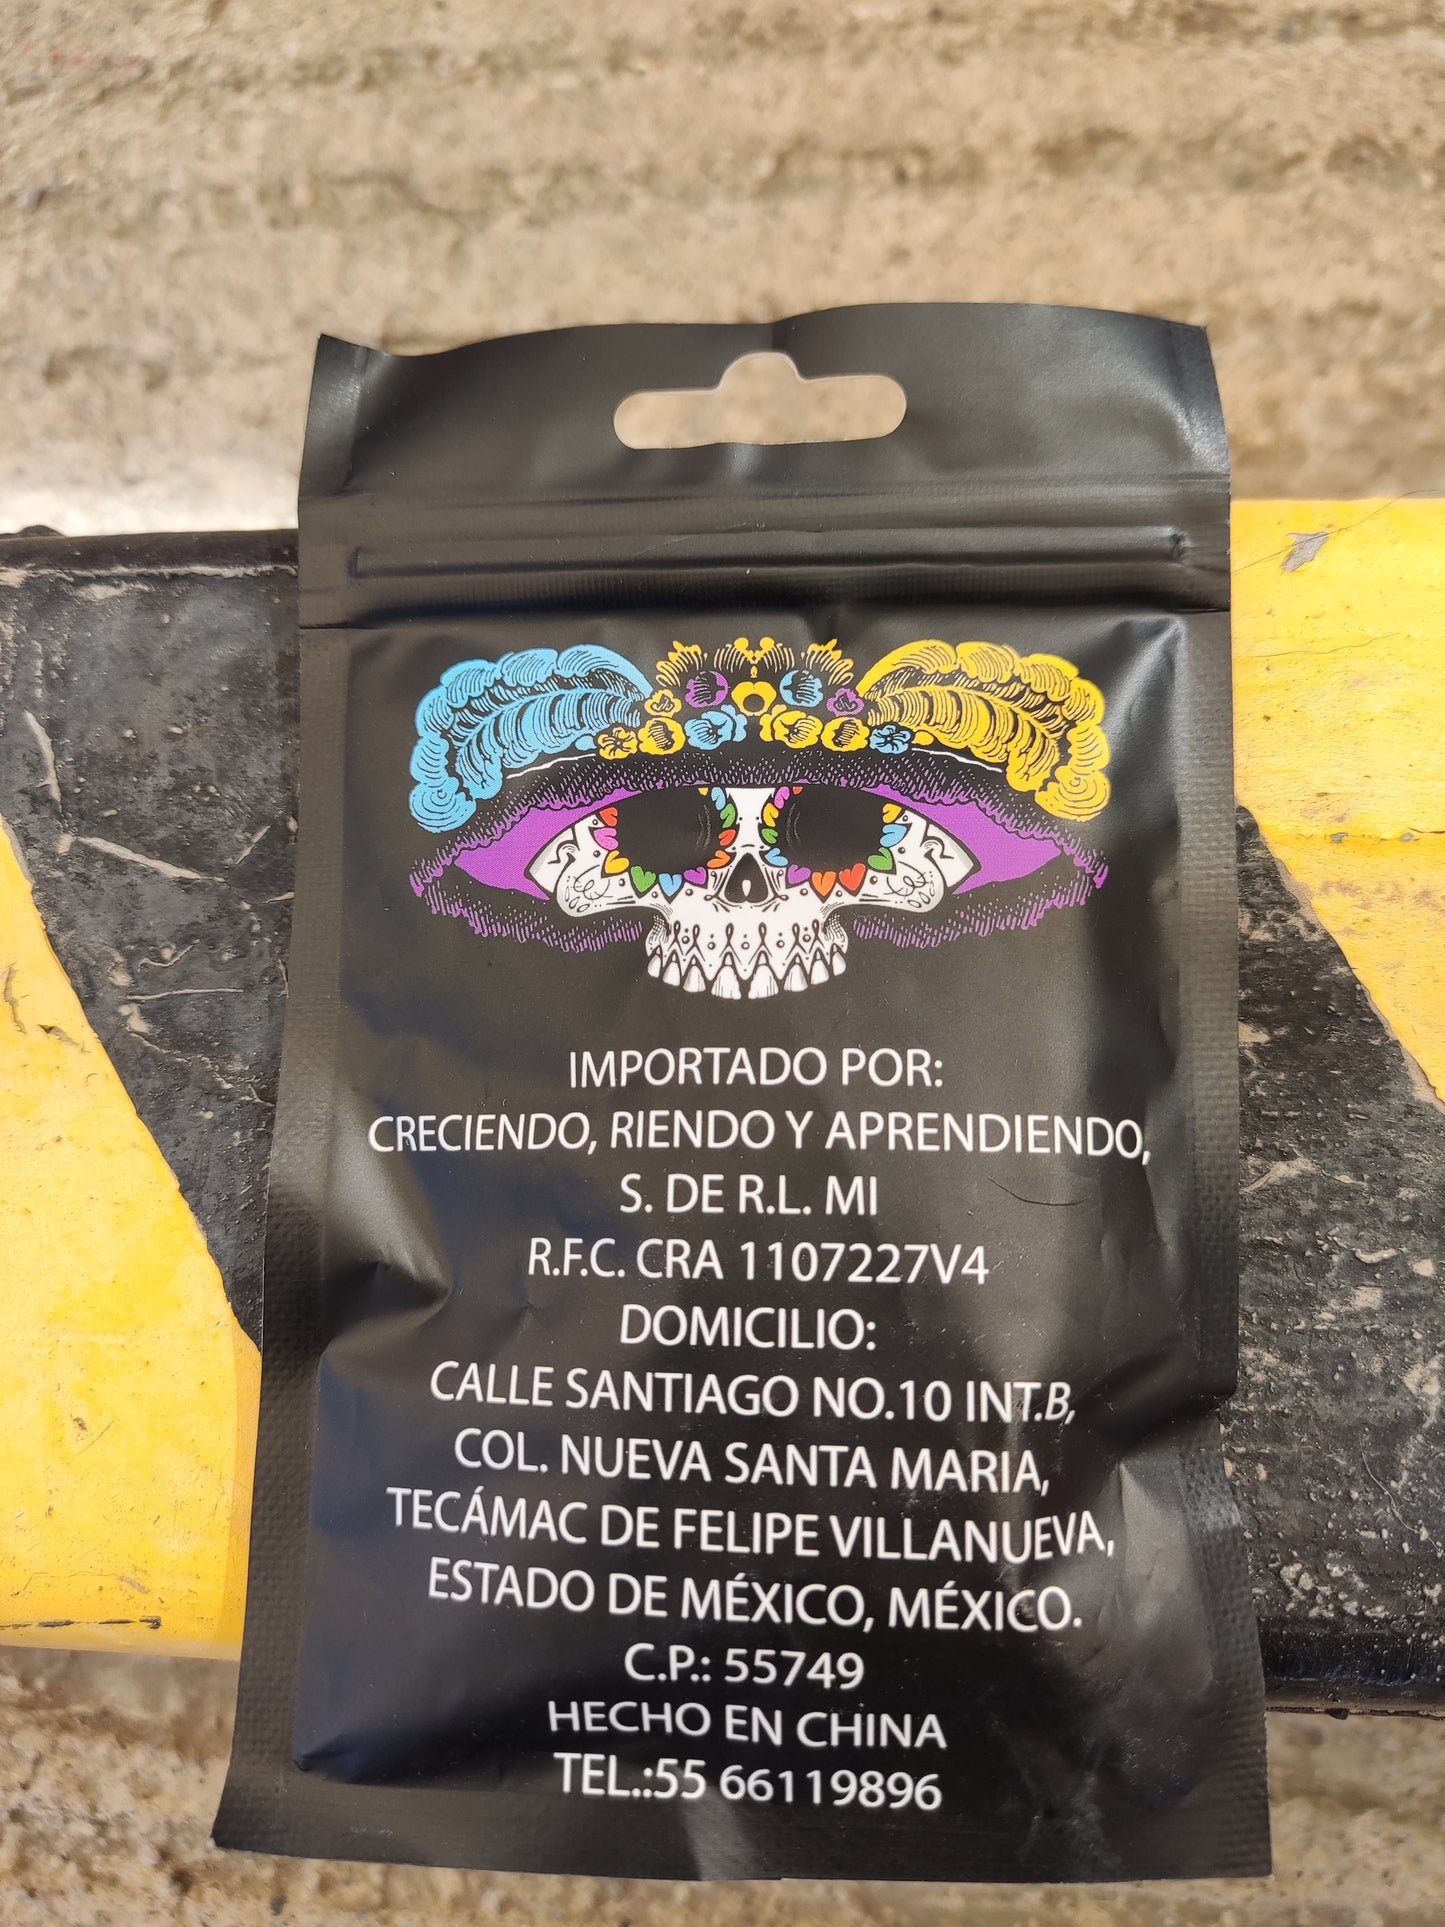 IMPORTADO POR:
CRECIENDO, RIENDO Y APRENDIENDO,
S. DE R.L. MI
R.F.C. CRA 1107227V4
DOMICILIO:
CALLE SANTIAGO NO.10 INT.B,
COL. NUEVA SANTA MARIA,
TECÁMAC DE FELIPE VILLANUEVA,
ESTADO DE MÉXICO, MÉXICO.
C.P.: 55749
HECHO EN CHINA
TEL.:55 66119896